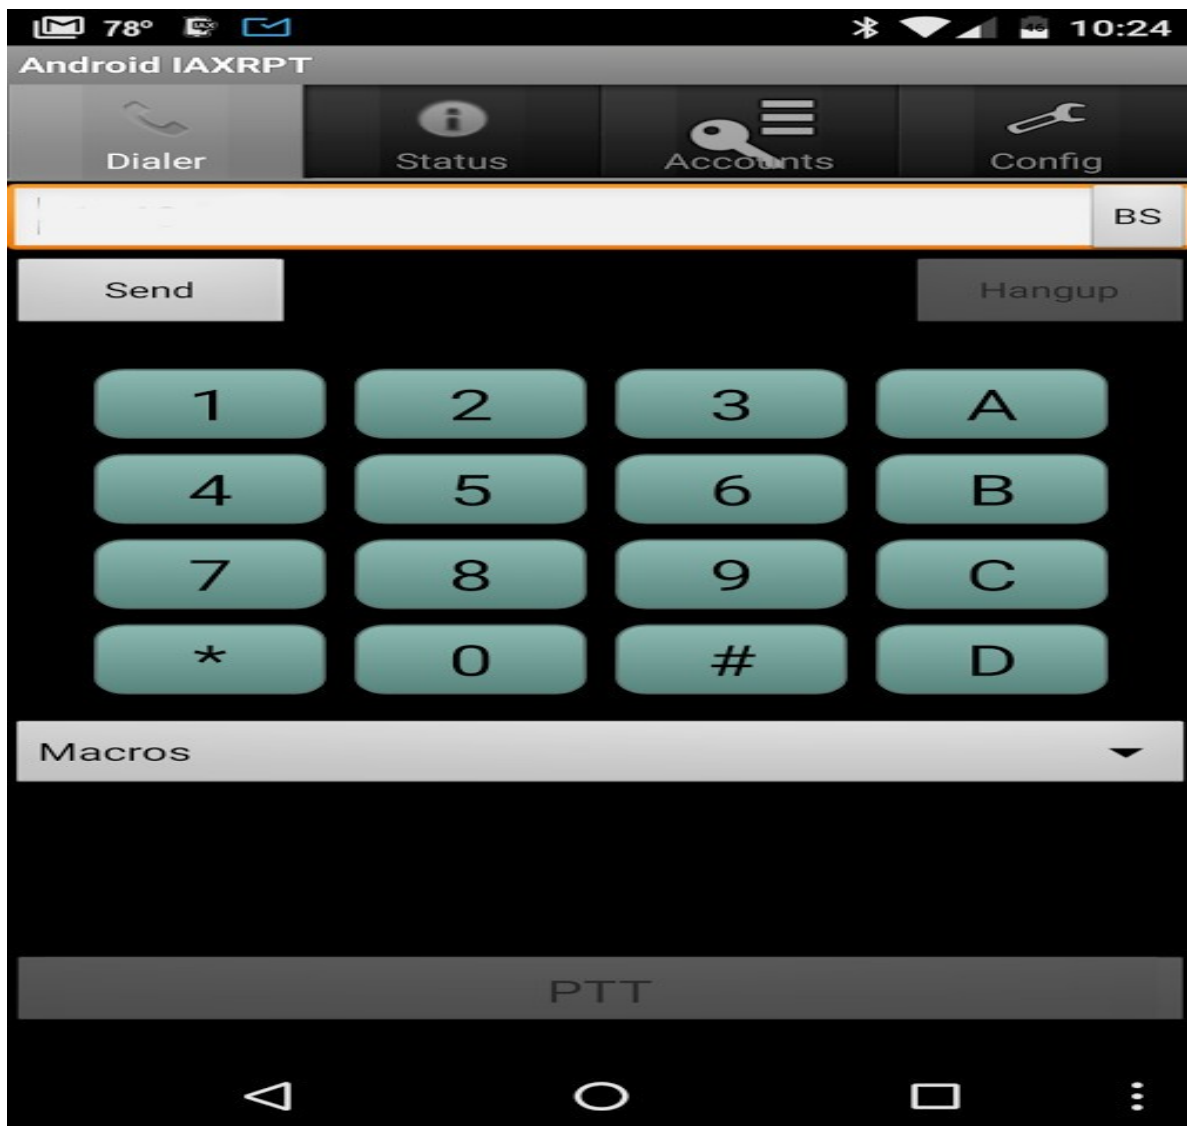 78° 10:24
Android IAXRPT
Dialer Status Accounts Config
BS
Send Hangup
1 2 3 A
4 5 6 B
7 8 9 C
* 0 # D
Macros
PTT